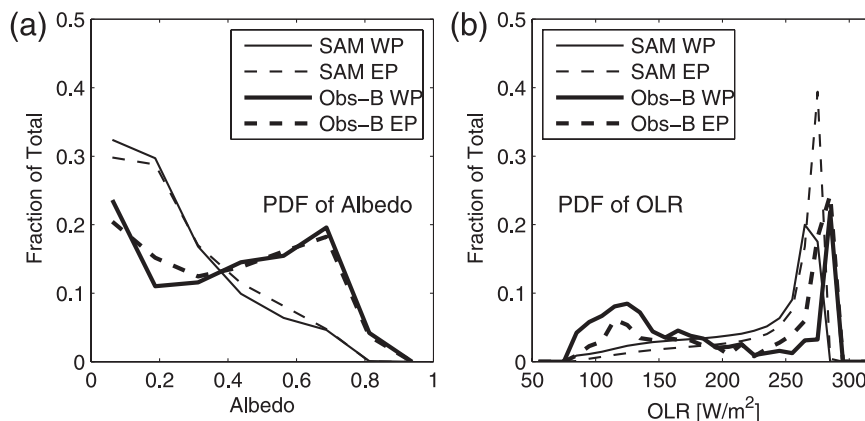 (a)
0.5
0.4
0.3
0.2
0.1
0
Fraction of Total
SAM WP
SAM EP
Obs−B WP
Obs−B EP
PDF of Albedo
0 0.2 0.4 0.6 0.8 1
Albedo
(b)
0.5
0.4
0.3
0.2
0.1
0
Fraction of Total
SAM WP
SAM EP
Obs−B WP
Obs−B EP
PDF of OLR
50 100 150 200 250 300
OLR [W/m²]